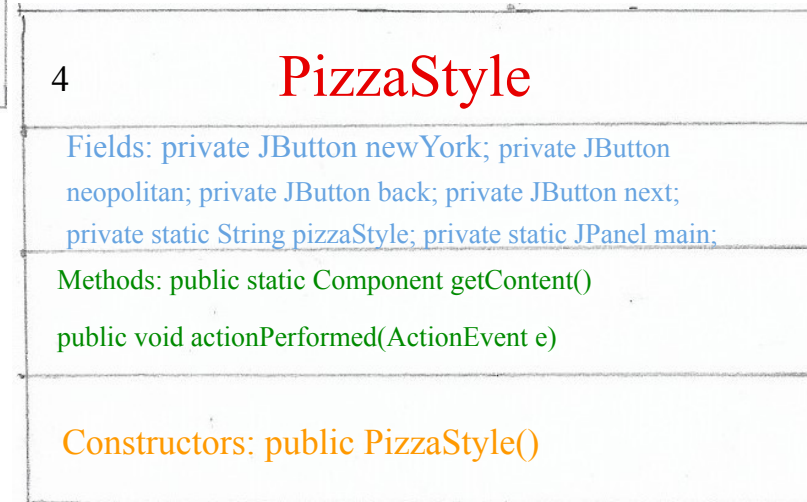 4 PizzaStyle
Fields: private JButton newYork; private JButton
neopolitan; private JButton back; private JButton next;
private static String pizzaStyle; private static JPanel main;
Methods: public static Component getContent()
public void actionPerformed(ActionEvent e)
Constructors: public PizzaStyle()